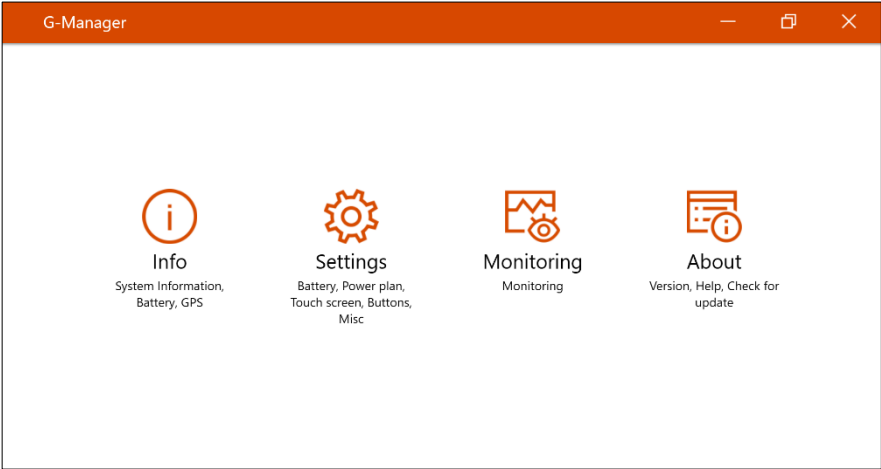 G-Manager
Info
System Information,
Battery, GPS
Settings
Battery, Power plan,
Touch screen, Buttons,
Misc
Monitoring
Monitoring
About
Version, Help, Check for
update